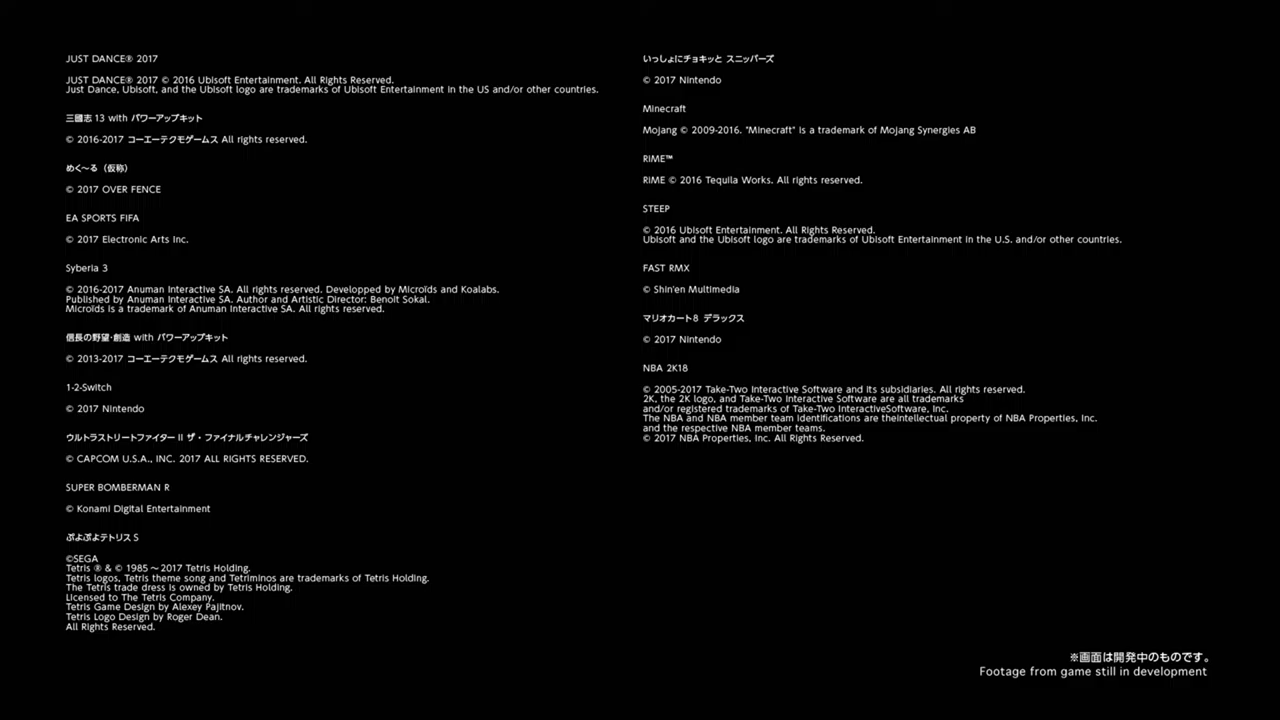 JUST DANCE® 2017
JUST DANCE® 2017 © 2016 Ubisoft Entertainment. All Rights Reserved.
Just Dance, Ubisoft, and the Ubisoft logo are trademarks of Ubisoft Entertainment in the US and/or other countries.
三國志 13 with パワーアップキット
© 2016-2017 コーエーテクモゲームス All rights reserved.
めく〜る（仮称）
© 2017 OVER FENCE
EA SPORTS FIFA
© 2017 Electronic Arts Inc.
Syberia 3
© 2016-2017 Anuman Interactive SA. All rights reserved. Developped by Microïds and Koalabs.
Published by Anuman Interactive SA. Author and Artistic Director: Benoit Sokal.
Microïds is a trademark of Anuman Interactive SA. All rights reserved.
信長の野望･創造 with パワーアップキット
© 2013-2017 コーエーテクモゲームス All rights reserved.
1-2-Switch
© 2017 Nintendo
ウルトラストリートファイター II ザ・ファイナルチャレンジャーズ
© CAPCOM U.S.A., INC. 2017 ALL RIGHTS RESERVED.
SUPER BOMBERMAN R
© Konami Digital Entertainment
ぷよぷよテトリス S
©SEGA
Tetris ® & © 1985〜2017 Tetris Holding.
Tetris logos, Tetris theme song and Tetriminos are trademarks of Tetris Holding.
The Tetris trade dress is owned by Tetris Holding.
Licensed to The Tetris Company.
Tetris Game Design by Alexey Pajitnov.
Tetris Logo Design by Roger Dean.
All Rights Reserved.
いっしょにチョキッと スニッパーズ
© 2017 Nintendo
Minecraft
Mojang © 2009-2016. "Minecraft" is a trademark of Mojang Synergies AB
RiME™
RIME © 2016 Tequila Works. All rights reserved.
STEEP
© 2016 Ubisoft Entertainment. All Rights Reserved.
Ubisoft and the Ubisoft logo are trademarks of Ubisoft Entertainment in the U.S. and/or other countries.
FAST RMX
© Shin'en Multimedia
マリオカート8 デラックス
© 2017 Nintendo
NBA 2K18
© 2005-2017 Take-Two Interactive Software and its subsidiaries. All rights reserved.
2K, the 2K logo, and Take-Two Interactive Software are all trademarks
and/or registered trademarks of Take-Two InteractiveSoftware, Inc.
The NBA and NBA member team identifications are theintellectual property of NBA Properties, Inc.
and the respective NBA member teams.
© 2017 NBA Properties, Inc. All Rights Reserved.
※画面は開発中のものです。
Footage from game still in development